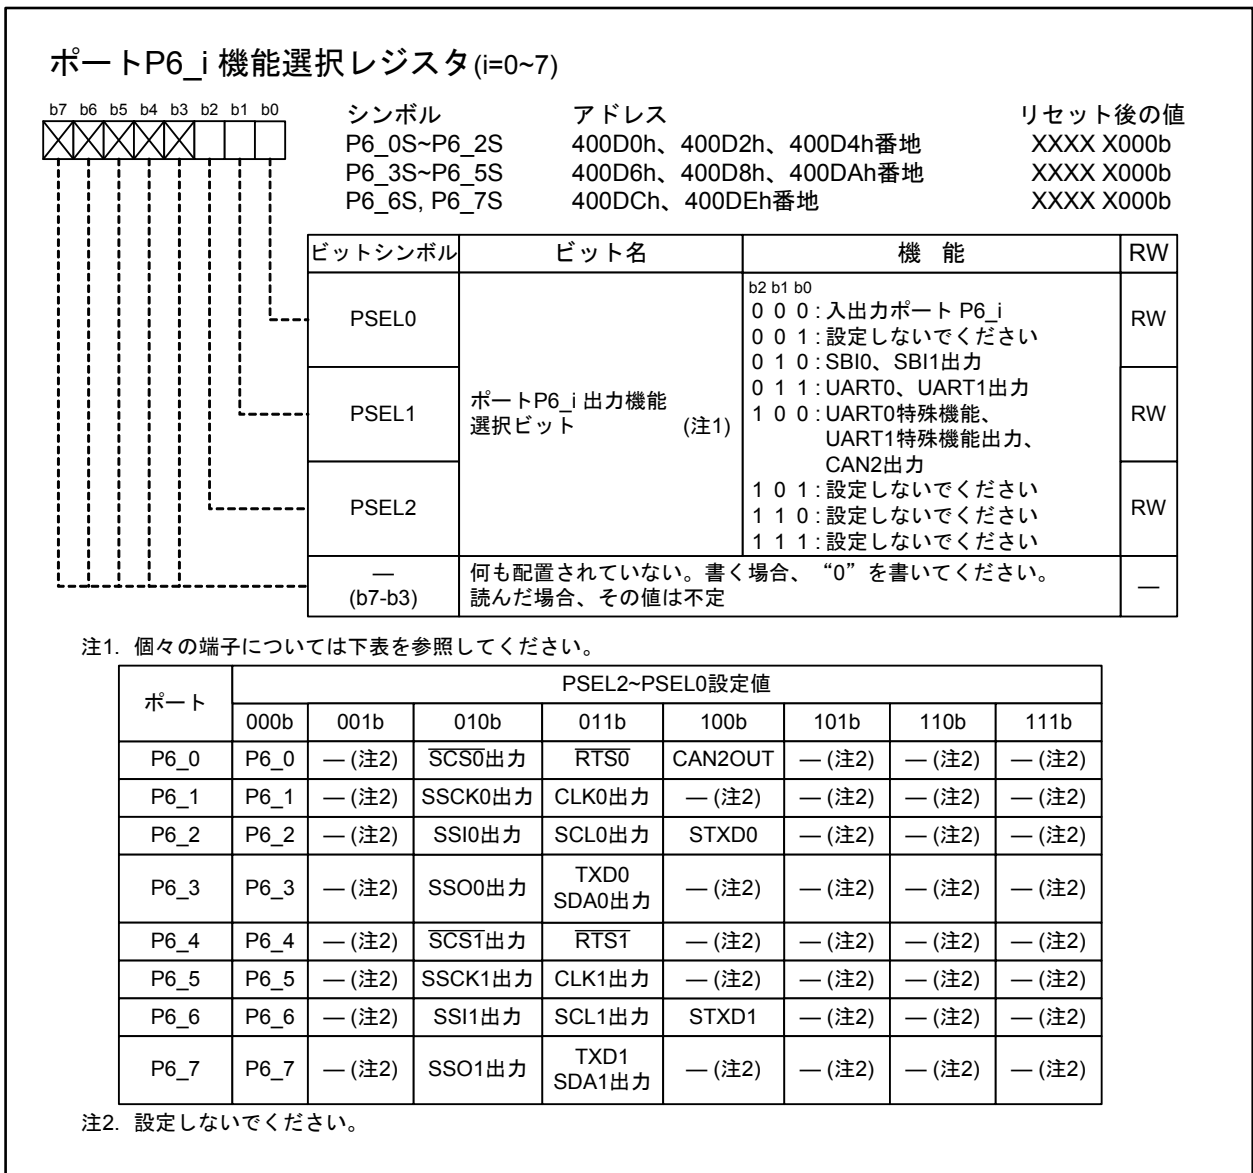 ポートP6_i 機能選択レジスタ(i=0~7)
b7 b6 b5 b4 b3 b2 b1 b0
シンボル アドレス リセット後の値
P6_0S~P6_2S 400D0h、400D2h、400D4h番地 XXXX X000b
P6_3S~P6_5S 400D6h、400D8h、400DAh番地 XXXX X000b
P6_6S, P6_7S 400DCh、400DEh番地 XXXX X000b
ビットシンボル ビット名 機 能 RW
PSEL0 RW
PSEL1 RW
PSEL2 RW
ポートP6_i 出力機能
選択ビット (注1)
b2 b1 b0
0 0 0 : 入出力ポート P6_i
0 0 1 : 設定しないでください
0 1 0 : SBI0、SBI1出力
0 1 1 : UART0、UART1出力
1 0 0 : UART0特殊機能、
UART1特殊機能出力、
CAN2出力
1 0 1 : 設定しないでください
1 1 0 : 設定しないでください
1 1 1 : 設定しないでください
— 何も配置されていない。書く場合、“0”を書いてください。 —
(b7-b3) 読んだ場合、その値は不定
注1. 個々の端子については下表を参照してください。
ポート PSEL2~PSEL0設定値
000b 001b 010b 011b 100b 101b 110b 111b
P6_0 P6_0 — (注2) SCS0出力 RTS0 CAN2OUT — (注2) — (注2) — (注2)
P6_1 P6_1 — (注2) SSCK0出力 CLK0出力 — (注2) — (注2) — (注2) — (注2)
P6_2 P6_2 — (注2) SSI0出力 SCL0出力 STXD0 — (注2) — (注2) — (注2)
P6_3 P6_3 — (注2) SSO0出力 TXD0 SDA0出力 — (注2) — (注2) — (注2) — (注2)
P6_4 P6_4 — (注2) SCS1出力 RTS1 — (注2) — (注2) — (注2) — (注2)
P6_5 P6_5 — (注2) SSCK1出力 CLK1出力 — (注2) — (注2) — (注2) — (注2)
P6_6 P6_6 — (注2) SSI1出力 SCL1出力 STXD1 — (注2) — (注2) — (注2)
P6_7 P6_7 — (注2) SSO1出力 TXD1 SDA1出力 — (注2) — (注2) — (注2) — (注2)
注2. 設定しないでください。